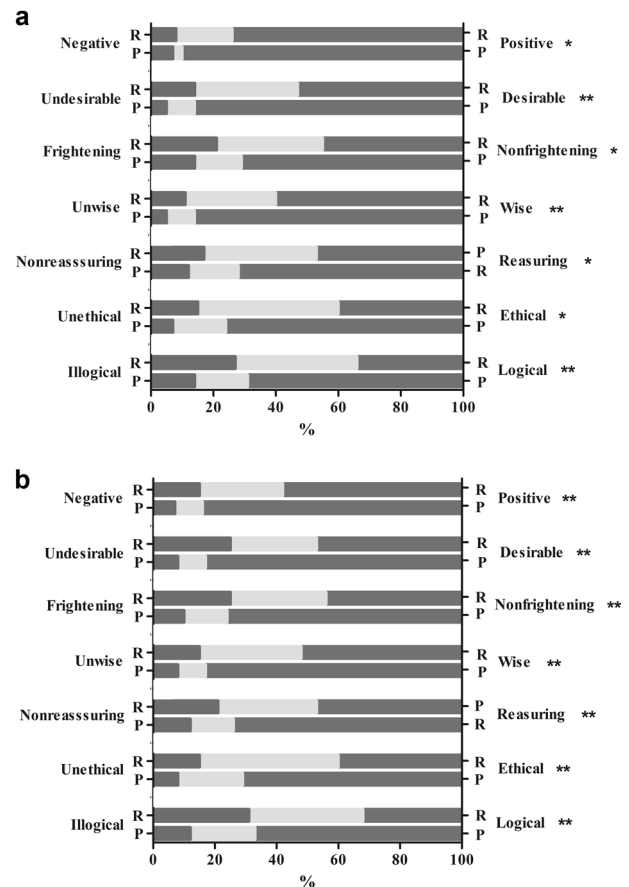 a
Negative R R Positive *
P P
Undesirable R R Desirable **
P P
Frightening R R Nonfrightening *
P P
Unwise R R Wise **
P P
Nonreasssuring R P Reasuring *
P R
Unethical R R Ethical *
P P
Illogical R R Logical **
P P
0 20 40 60 80 100
%
b
Negative R R Positive **
P P
Undesirable R R Desirable **
P P
Frightening R R Nonfrightening **
P P
Unwise R R Wise **
P P
Nonreasssuring R P Reasuring **
P R
Unethical R R Ethical **
P P
Illogical R R Logical **
P P
0 20 40 60 80 100
%